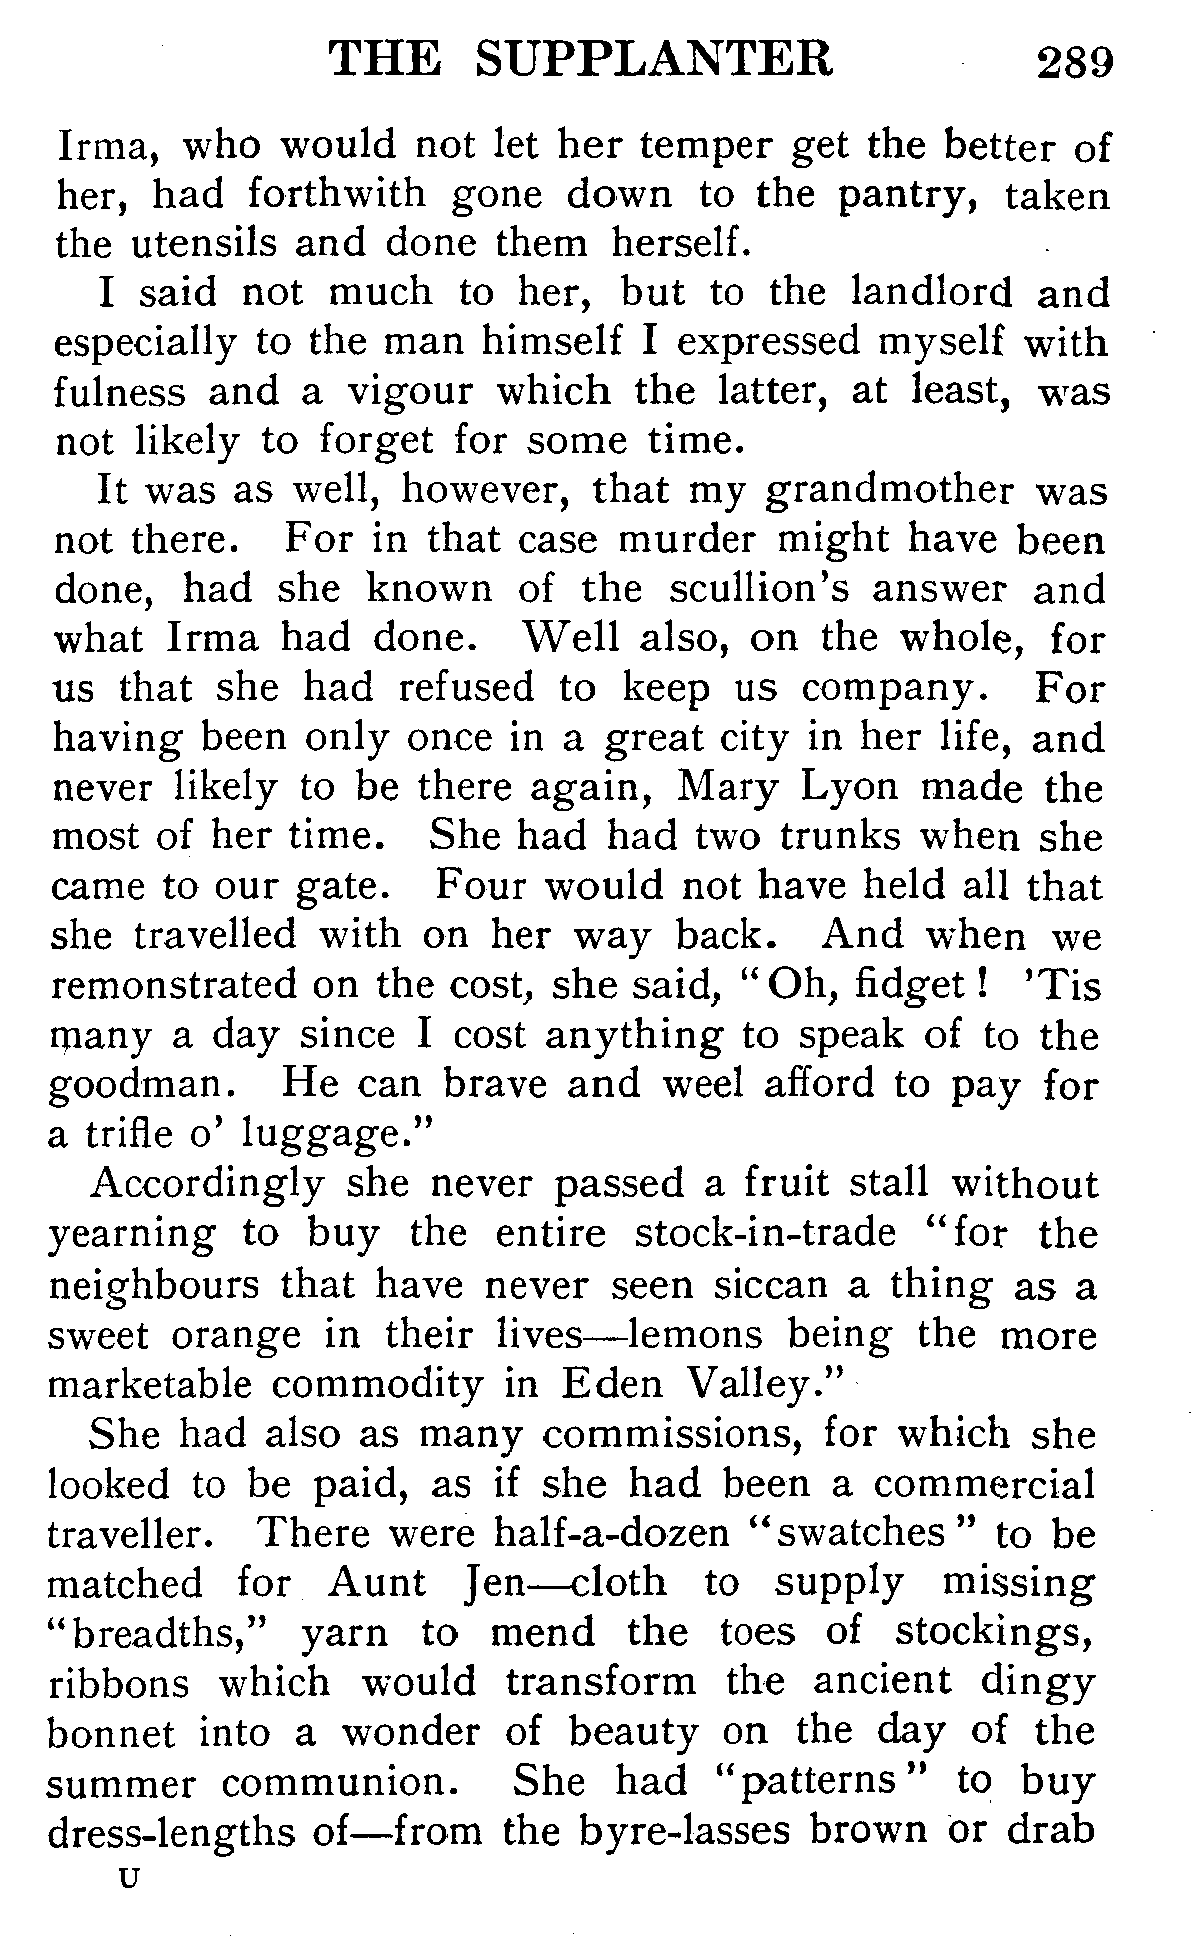 THE SUPPLANTER 289
Irma, who would not let her temper get the better of
her, had forthwith gone down to the pantry, taken
the utensils and done them herself.
I said not much to her, but to the landlord and
especially to the man himself I expressed myself with
fulness and a vigour which the latter, at least, was
not likely to forget for some time.
It was as well, however, that my grandmother was
not there. For in that case murder might have been
done, had she known of the scullion's answer and
what Irma had done. Well also, on the whole, for
us that she had refused to keep us company. For
having been only once in a great city in her life, and
never likely to be there again, Mary Lyon made the
most of her time. She had had two trunks when she
came to our gate. Four would not have held all that
she travelled with on her way back. And when we
remonstrated on the cost, she said, “Oh, fidget! 'Tis
many a day since I cost anything to speak of to the
goodman. He can brave and weel afford to pay for
a trifle o' luggage.”
Accordingly she never passed a fruit stall without
yearning to buy the entire stock-in-trade “for the
neighbours that have never seen siccan a thing as a
sweet orange in their lives—lemons being the more
marketable commodity in Eden Valley.”
She had also as many commissions, for which she
looked to be paid, as if she had been a commercial
traveller. There were half-a-dozen “swatches” to be
matched for Aunt Jen—cloth to supply missing
“breadths,” yarn to mend the toes of stockings,
ribbons which would transform the ancient dingy
bonnet into a wonder of beauty on the day of the
summer communion. She had “patterns” to buy
dress-lengths of—from the byre-lasses brown or drab
U